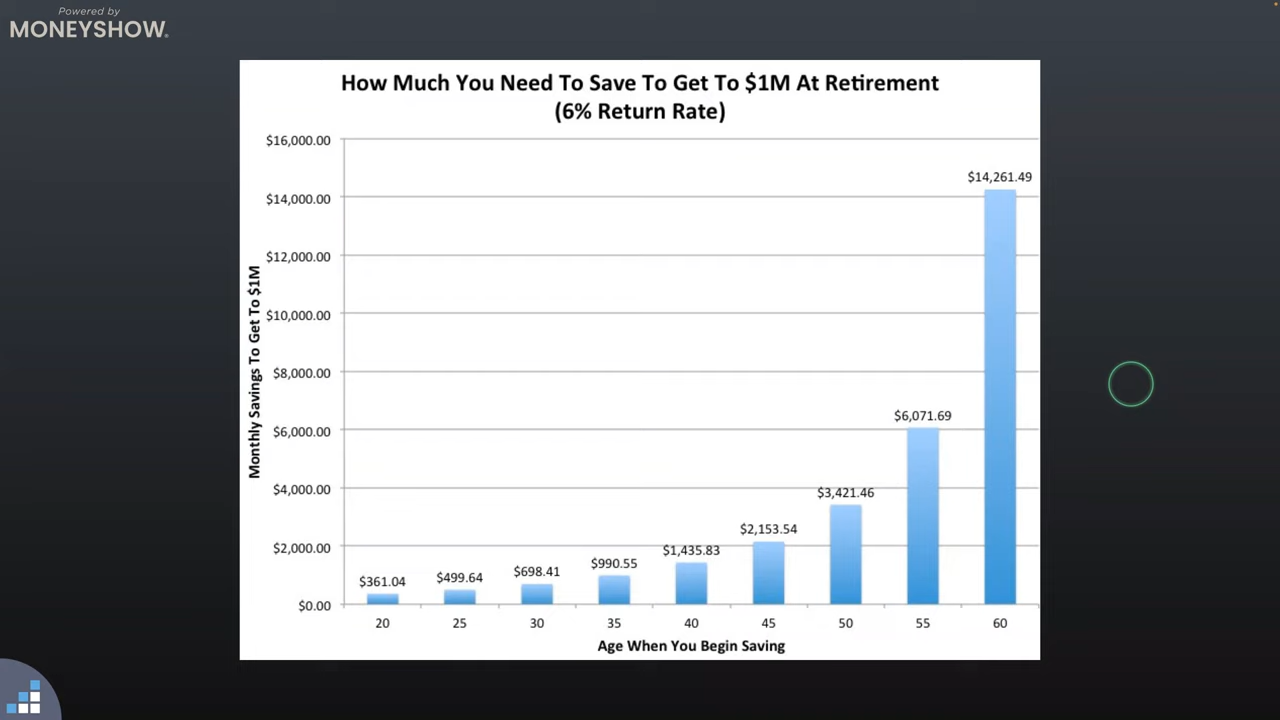 Powered by
MONEYSHOW.
How Much You Need To Save To Get To $1M At Retirement
(6% Return Rate)
Monthly Savings To Get To $1M
$16,000.00
$14,000.00
$12,000.00
$10,000.00
$8,000.00
$6,000.00
$4,000.00
$2,000.00
$0.00
$361.04
$499.64
$698.41
$990.55
$1,435.83
$2,153.54
$3,421.46
$6,071.69
$14,261.49
20 25 30 35 40 45 50 55 60
Age When You Begin Saving